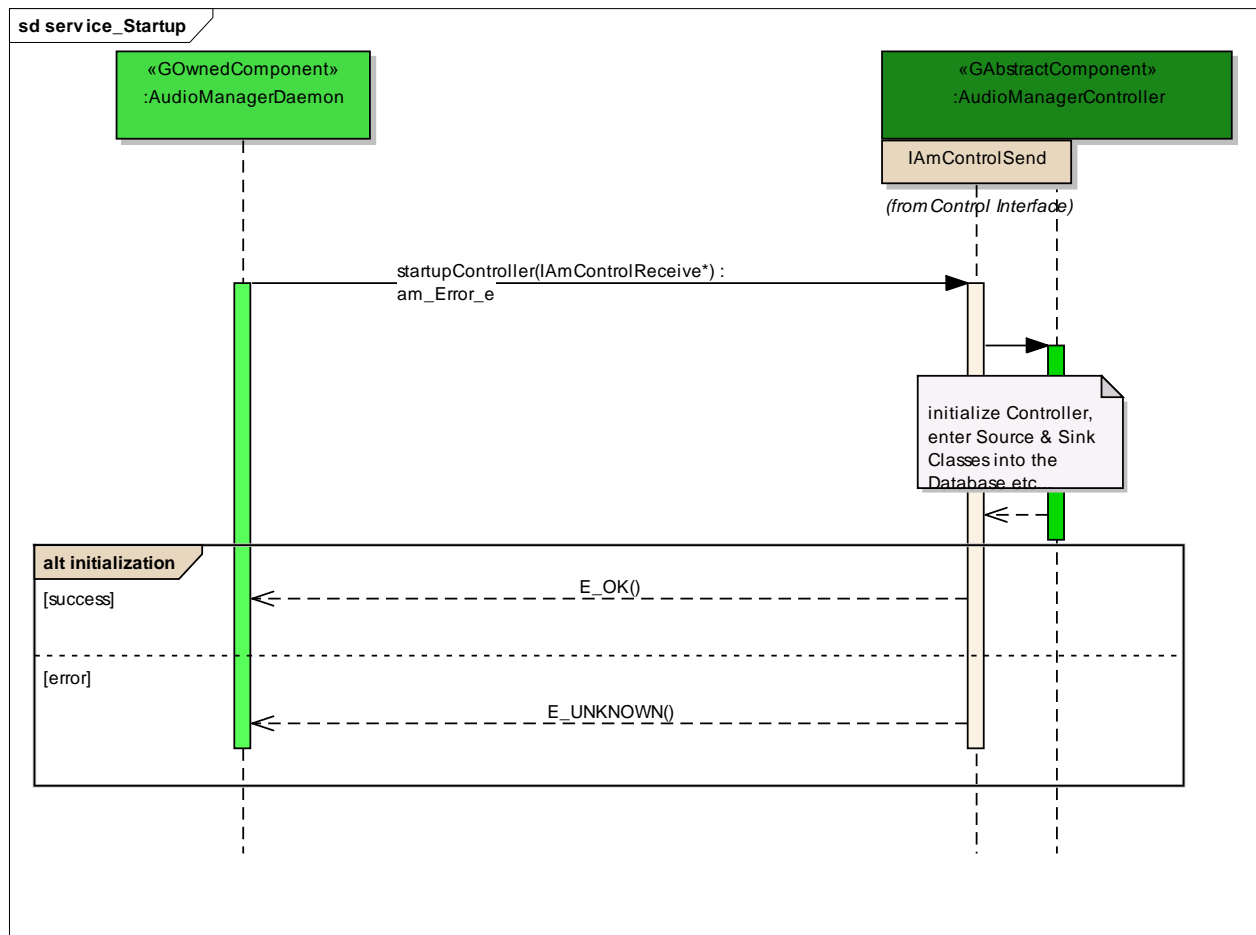 sd service_Startup
«GOwnedComponent»
:AudioManagerDaemon
«GAbstractComponent»
:AudioManagerController
IAmControlSend
(from Control Interface)
startupController(IAmControlReceive*) :
am_Error_e
initialize Controller,
enter Source & Sink
Classes into the
Database etc...
alt initialization
[success]
E_OK()
[error]
E_UNKNOWN()